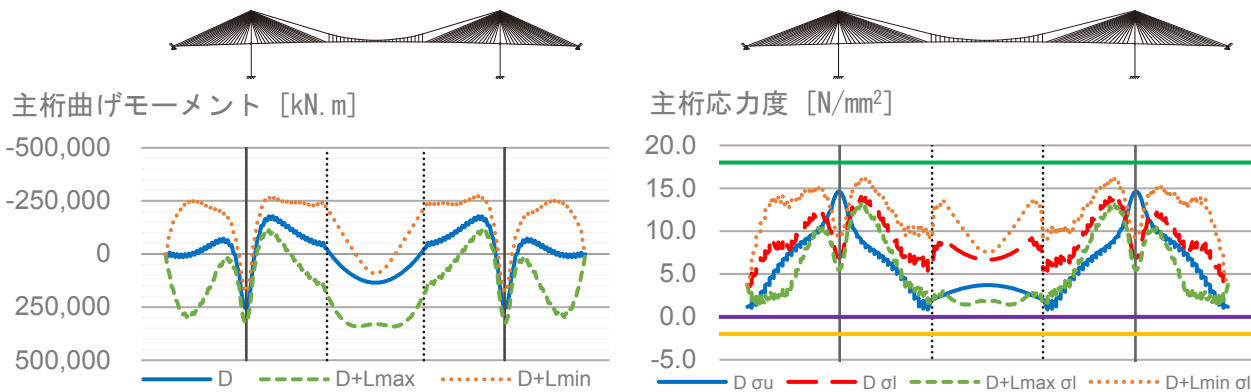 主桁曲げモーメント [kN.m]
-500,000
-250,000
0
250,000
500,000
D
D+Lmax
D+Lmin
主桁応力度 [N/mm²]
20.0
15.0
10.0
5.0
0.0
-5.0
D σu
D σl
D+Lmax σl
D+Lmin σl